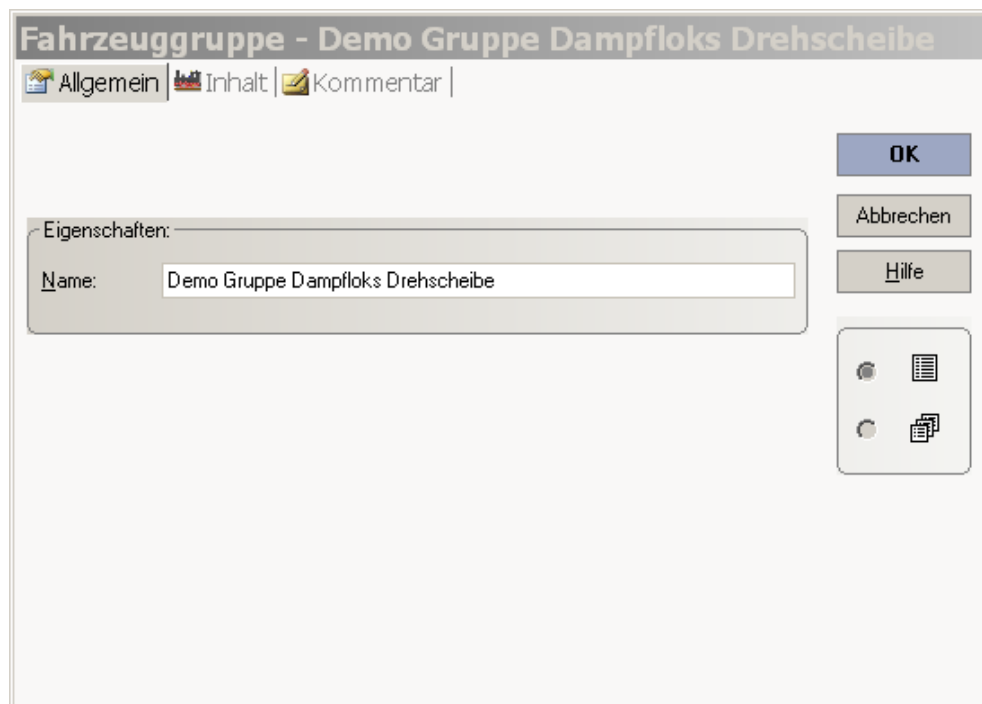 Fahrzeuggruppe - Demo Gruppe Dampfloks Drehscheibe
Allgemein Inhalt Kommentar
OK
Abbrechen
Hilfe
Eigenschaften:
Name: Demo Gruppe Dampfloks Drehscheibe